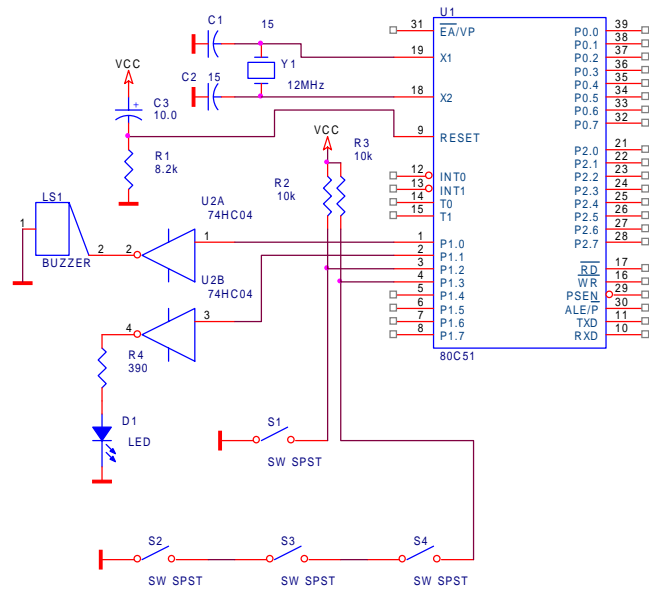 U1
C1
15
VCC
C2
15
Y1
12MHz
C3
10.0
R1
8.2k
VCC
R3
10k
R2
10k
LS1
1
2
BUZZER
U2A
74HC04
2
1
U2B
74HC04
4
3
R4
390
D1
LED
S1
SW SPST
S2
SW SPST
S3
SW SPST
S4
SW SPST
31
EA/VP
19
X1
18
X2
9
RESET
12
INT0
13
INT1
14
T0
15
T1
1
P1.0
2
P1.1
3
P1.2
4
P1.3
5
P1.4
6
P1.5
7
P1.6
8
P1.7
P0.0
39
P0.1
38
P0.2
37
P0.3
36
P0.4
35
P0.5
34
P0.6
33
P0.7
32
P2.0
21
P2.1
22
P2.2
23
P2.3
24
P2.4
25
P2.5
26
P2.6
27
P2.7
28
RD
17
WR
16
PSEN
29
ALE/P
30
TXD
11
RXD
10
80C51